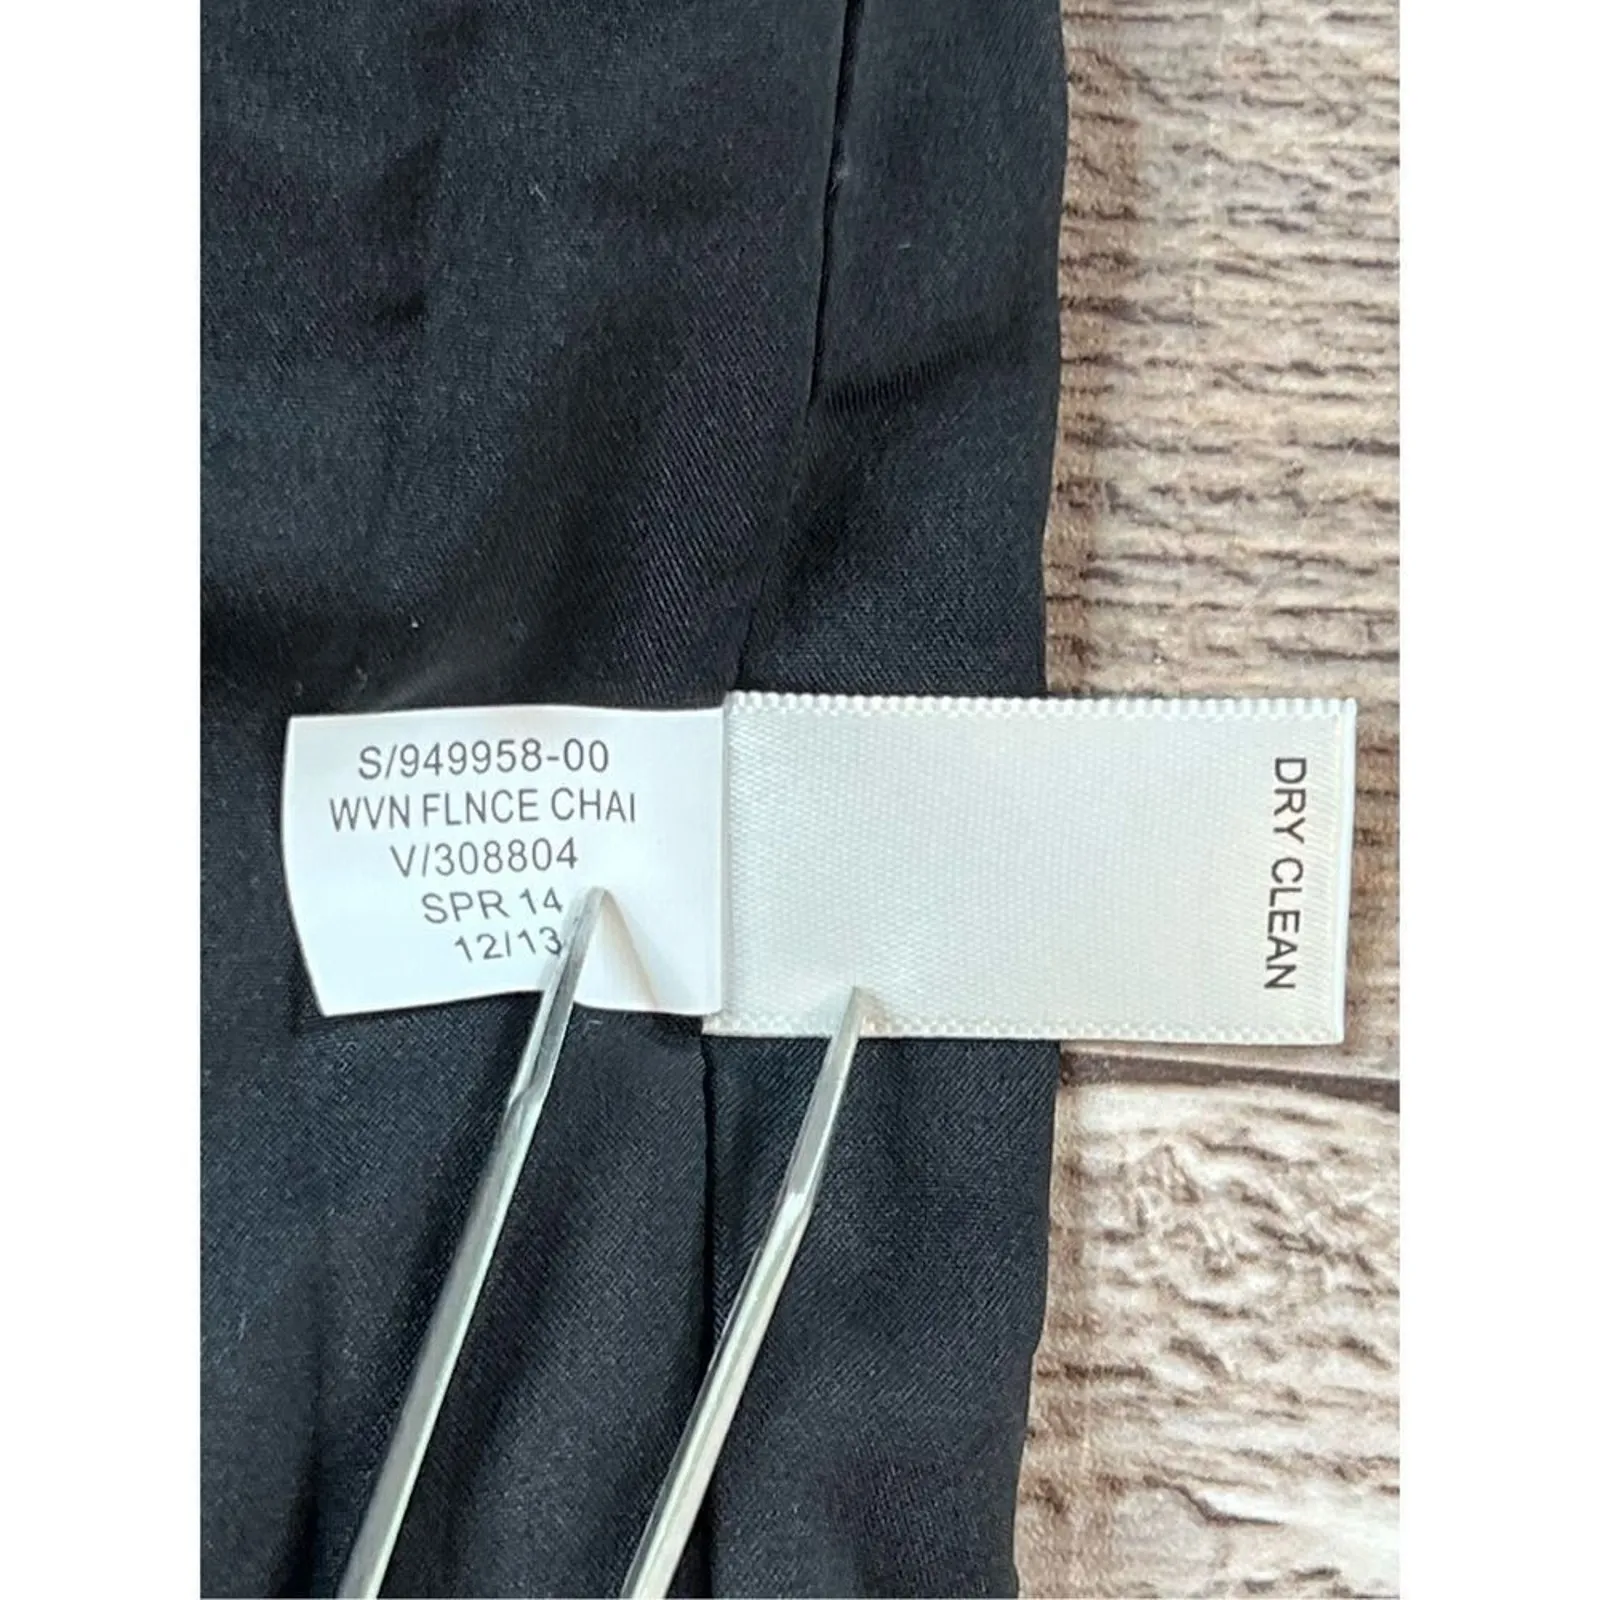 S/949958-00
WVN FLNCE CHAI
V/308804
SPR 14
12/13
DRY CLEAN